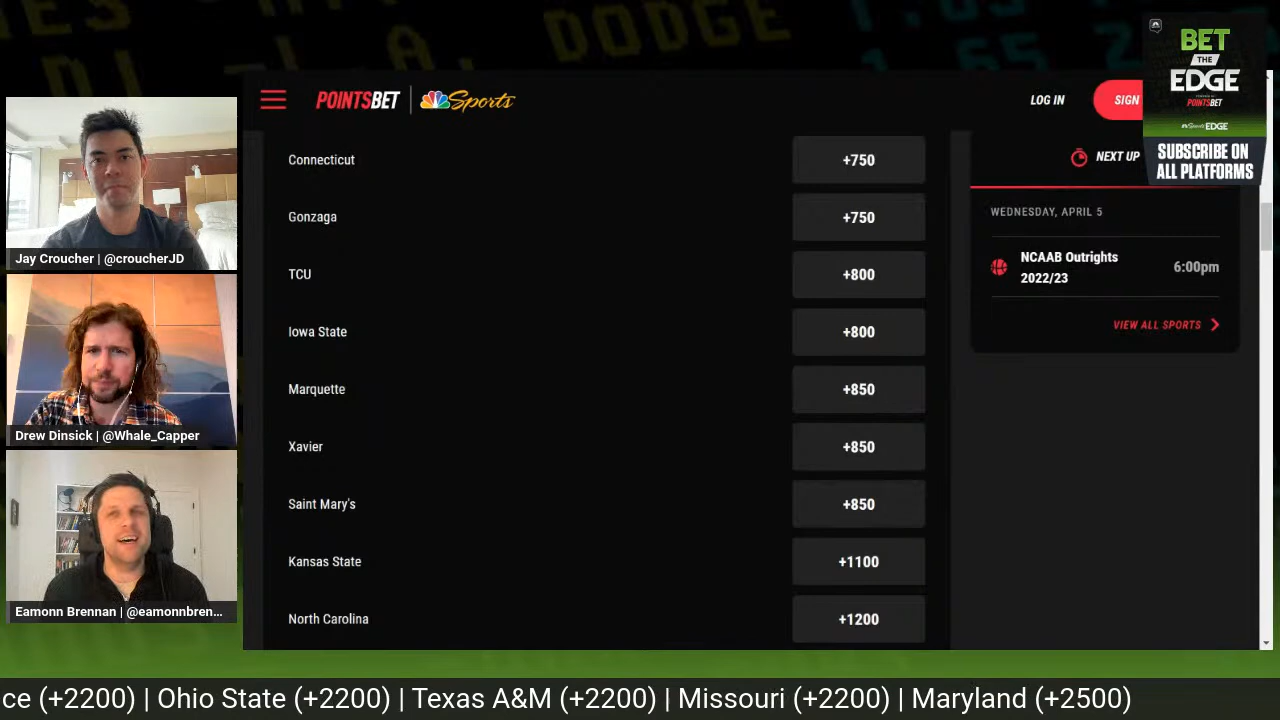 DODGE
BET
THE
EDGE
POINTSBET
EDGE
SUBSCRIBE ON
ALL PLATFORMS
POINTSBET | Sports
LOG IN
SIGN
Connecticut +750
Gonzaga +750
TCU +800
Iowa State +800
Marquette +850
Xavier +850
Saint Mary's +850
Kansas State +1100
North Carolina +1200
NEXT UP
WEDNESDAY, APRIL 5
NCAAB Outrights 6:00pm
2022/23
VIEW ALL SPORTS
Jay Croucher | @croucherJD
Drew Dinsick | @Whale_Capper
Eamonn Brennan | @eamonnbren...
ce (+2200) | Ohio State (+2200) | Texas A&M (+2200) | Missouri (+2200) | Maryland (+2500)